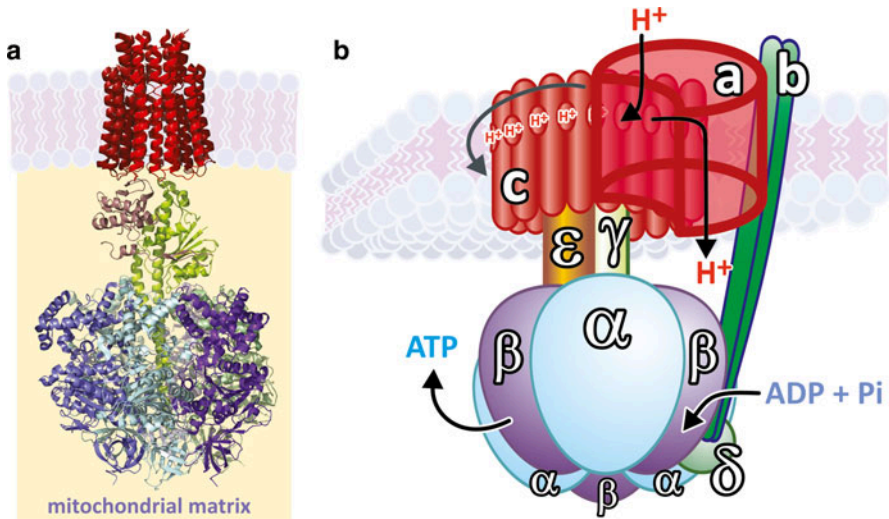 a
mitochondrial matrix
b
H+
a
b
H+ H+ H+ H+ H+
c
ε
γ
H+
β
α
β
ATP
ADP + Pi
α
β
α
δ